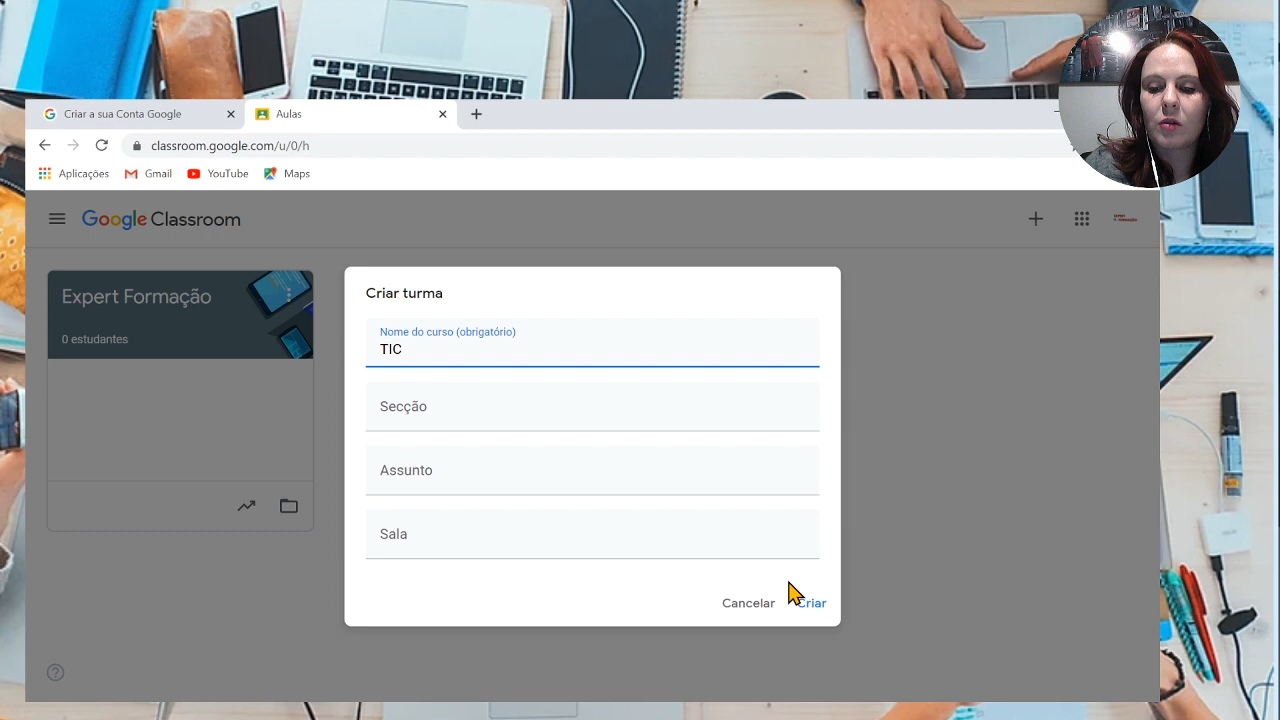 Criar a sua Conta Google
Aulas
classroom.google.com/u/0/h
Aplicações
Gmail
YouTube
Maps
Google Classroom
Expert Formação
0 estudantes
Criar turma
Nome do curso (obrigatório)
TIC
Secção
Assunto
Sala
Cancelar
Criar